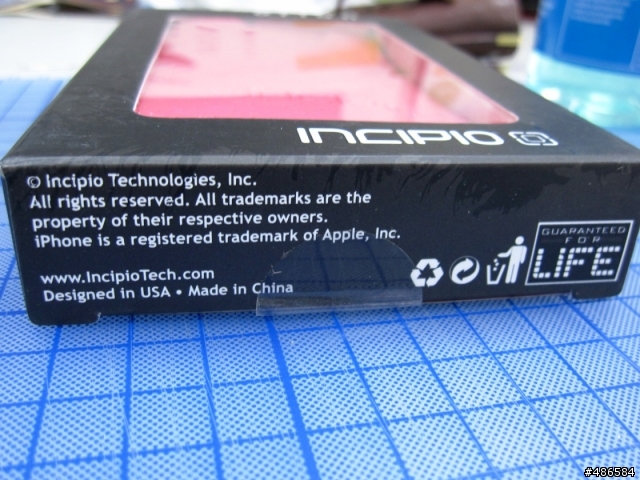 INCIPIO
© Incipio Technologies, Inc.
All rights reserved. All trademarks are the
property of their respective owners.
iPhone is a registered trademark of Apple, Inc.
www.IncipioTech.com
Designed in USA • Made in China
GUARANTEED
FOR
LIFE
#486584